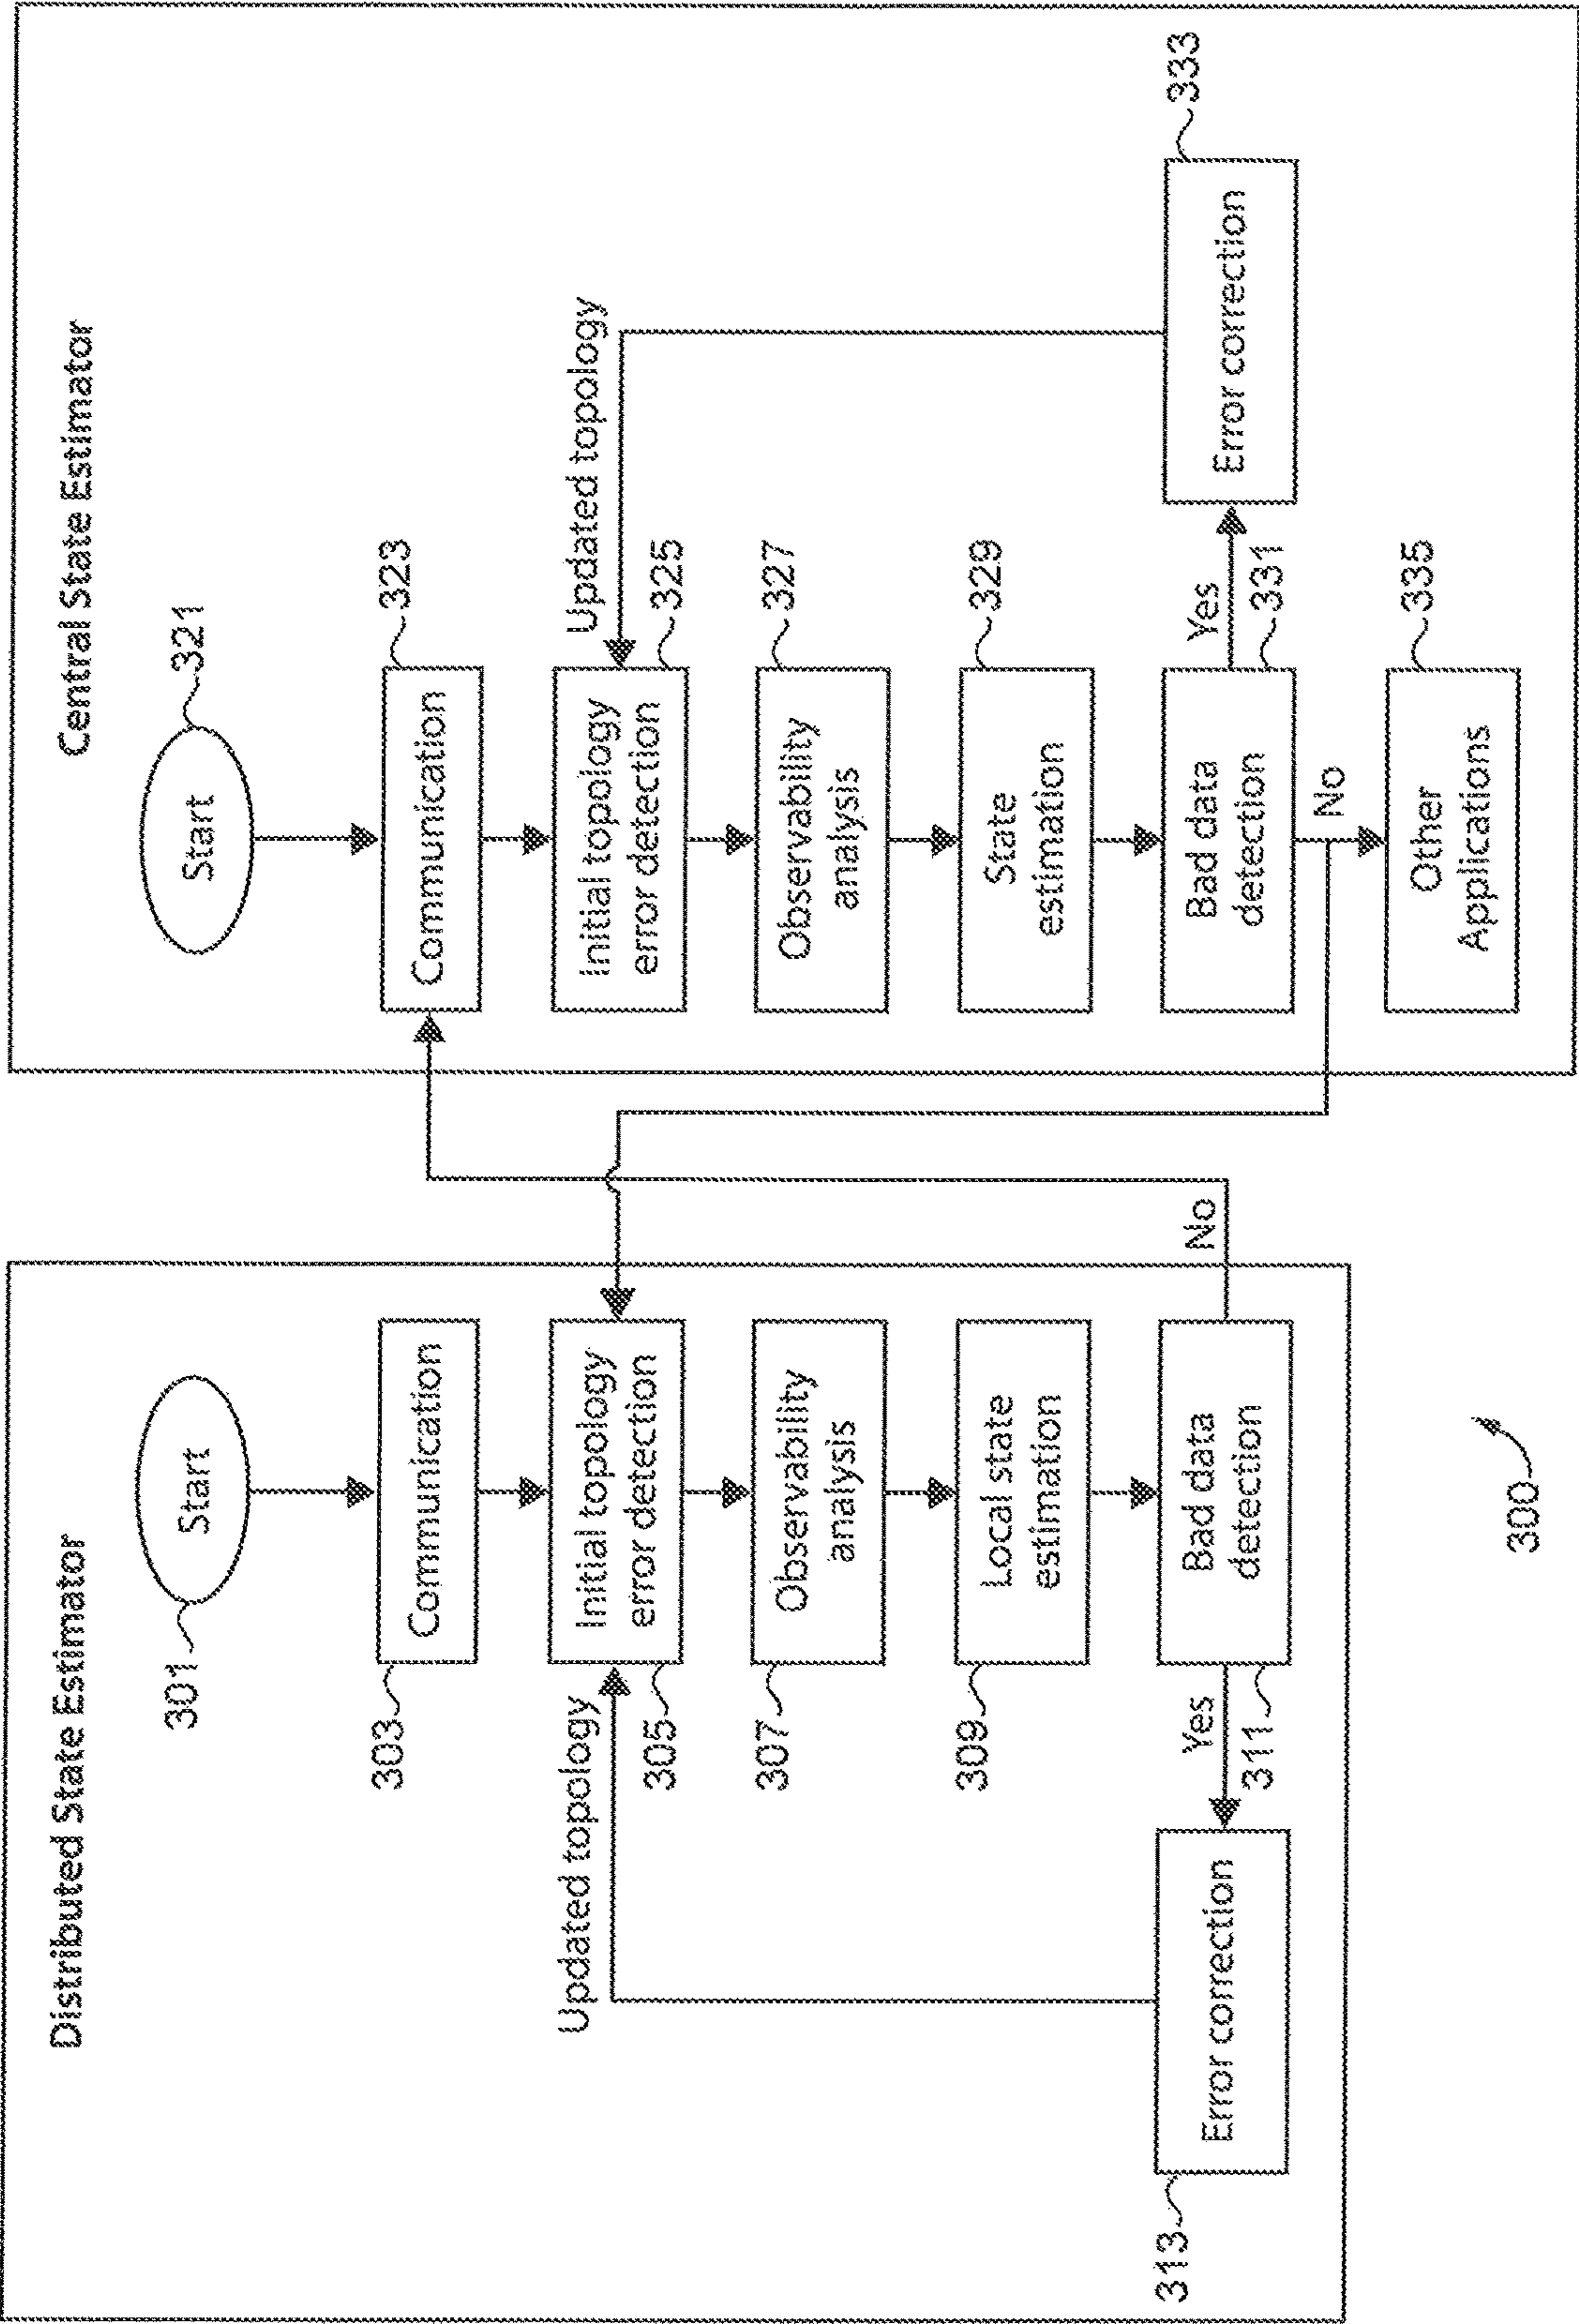 Distributed State Estimator
Start
301
Communication
303
Updated topology
Initial topology
error detection
305
Observability
analysis
307
Local state
estimation
309
Bad data
detection
311
Yes
No
Error correction
313
Central State Estimator
Start
321
Communication
323
Updated topology
Initial topology
error detection
325
Observability
analysis
327
State
estimation
329
Bad data
detection
331
Yes
No
Error correction
333
Other
Applications
335
300